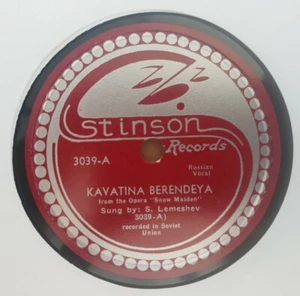 Stinson
Records
3039-A
Russian
Vocal
KAVATINA BERENDEYA
from the Opera "Snow Maiden"
Sung by: S. Lemeshev
3039-A)
recorded in Soviet
Union